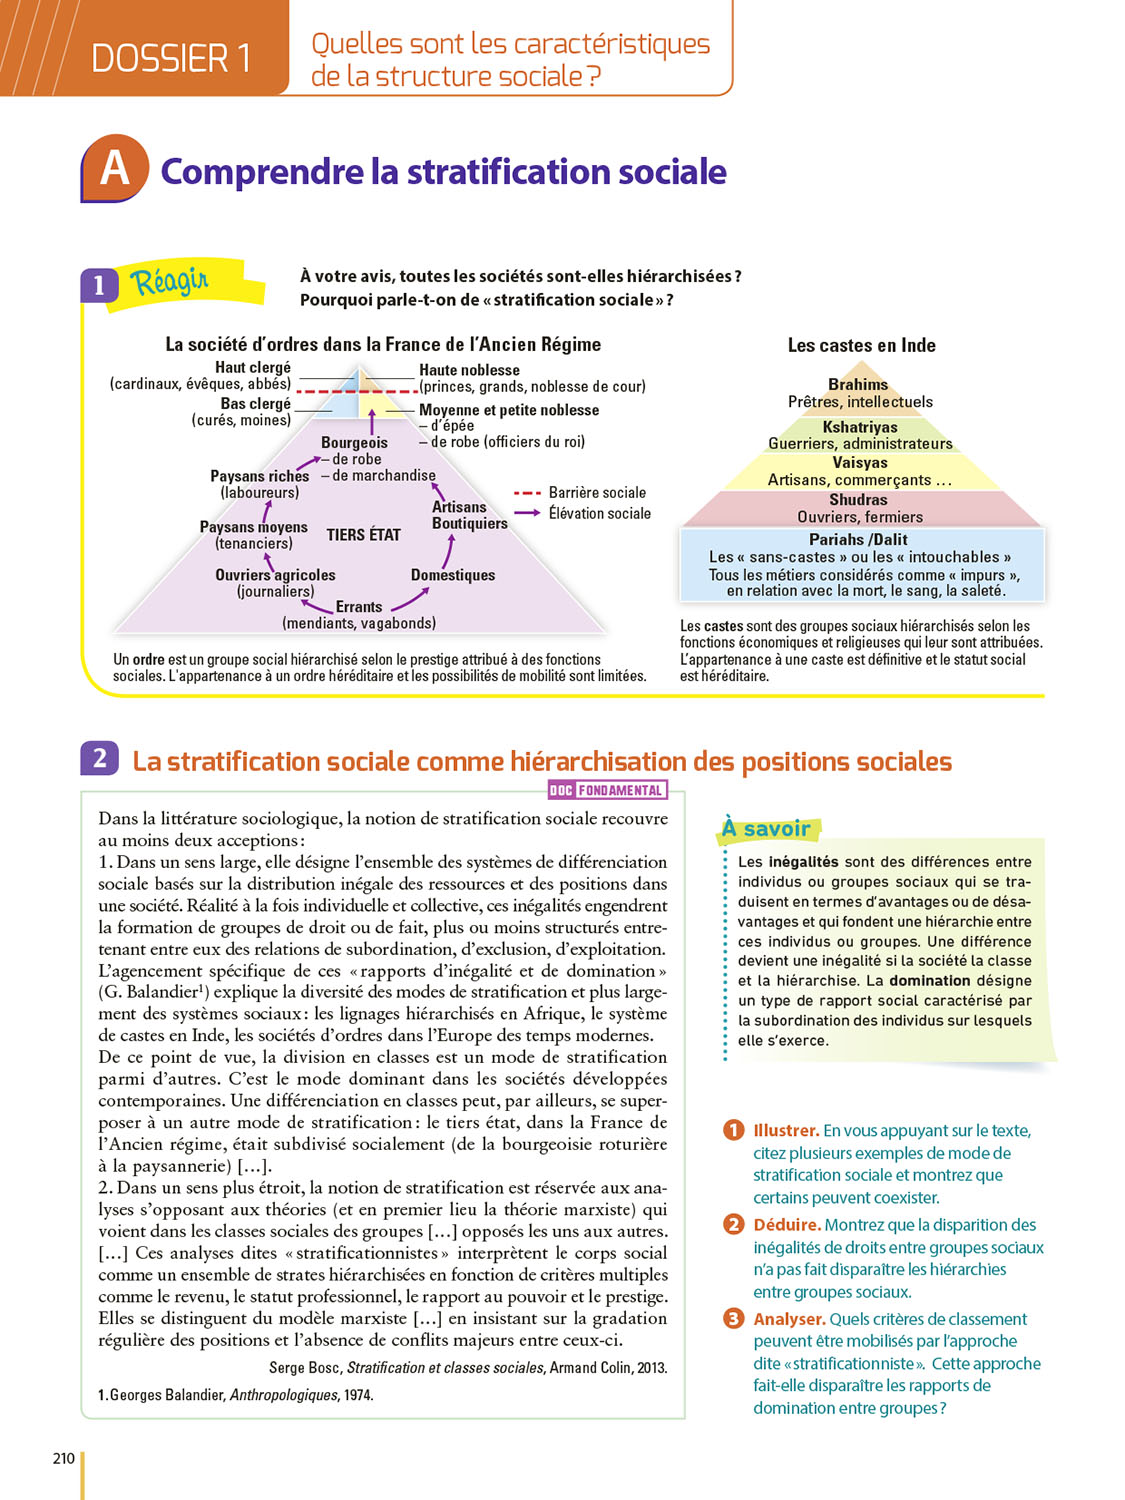 DOSSIER 1
Quelles sont les caractéristiques
de la structure sociale ?
A
Comprendre la stratification sociale
1
Réagir
À votre avis, toutes les sociétés sont-elles hiérarchisées ?
Pourquoi parle-t-on de « stratification sociale » ?
La société d'ordres dans la France de l'Ancien Régime
Haut clergé
(cardinaux, évêques, abbés)
Bas clergé
(curés, moines)
Haute noblesse
(princes, grands, noblesse de cour)
Moyenne et petite noblesse
– d'épée
– de robe (officiers du roi)
Bourgeois
– de robe
– de marchandise
Paysans riches
(laboureurs)
Artisans
Boutiquiers
Paysans moyens
(tenanciers)
TIERS ÉTAT
Ouvriers agricoles
(journaliers)
Domestiques
Errants
(mendiants, vagabonds)
Barrière sociale
Élévation sociale
Un ordre est un groupe social hiérarchisé selon le prestige attribué à des fonctions
sociales. L'appartenance à un ordre héréditaire et les possibilités de mobilité sont limitées.
Les castes en Inde
Brahims
Prêtres, intellectuels
Kshatriyas
Guerriers, administrateurs
Vaisyas
Artisans, commerçants ...
Shudras
Ouvriers, fermiers
Pariahs /Dalit
Les « sans-castes » ou les « intouchables »
Tous les métiers considérés comme « impurs »,
en relation avec la mort, le sang, la saleté.
Les castes sont des groupes sociaux hiérarchisés selon les
fonctions économiques et religieuses qui leur sont attribuées.
L'appartenance à une caste est définitive et le statut social
est héréditaire.
2
La stratification sociale comme hiérarchisation des positions sociales
DOC FONDAMENTAL
Dans la littérature sociologique, la notion de stratification sociale recouvre
au moins deux acceptions :
1. Dans un sens large, elle désigne l'ensemble des systèmes de différenciation
sociale basés sur la distribution inégale des ressources et des positions dans
une société. Réalité à la fois individuelle et collective, ces inégalités engendrent
la formation de groupes de droit ou de fait, plus ou moins structurés entre-
tenant entre eux des relations de subordination, d'exclusion, d'exploitation.
L'agencement spécifique de ces « rapports d'inégalité et de domination »
(G. Balandier¹) explique la diversité des modes de stratification et plus large-
ment des systèmes sociaux : les lignages hiérarchisés en Afrique, le système
de castes en Inde, les sociétés d'ordres dans l'Europe des temps modernes.
De ce point de vue, la division en classes est un mode de stratification
parmi d'autres. C'est le mode dominant dans les sociétés développées
contemporaines. Une différenciation en classes peut, par ailleurs, se super-
poser à un autre mode de stratification : le tiers état, dans la France de
l'Ancien régime, était subdivisé socialement (de la bourgeoisie roturière
à la paysannerie) [...].
2. Dans un sens plus étroit, la notion de stratification est réservée aux ana-
lyses s'opposant aux théories (et en premier lieu la théorie marxiste) qui
voient dans les classes sociales des groupes [...] opposés les uns aux autres.
[...] Ces analyses dites « stratificationnistes » interprètent le corps social
comme un ensemble de strates hiérarchisées en fonction de critères multiples
comme le revenu, le statut professionnel, le rapport au pouvoir et le prestige.
Elles se distinguent du modèle marxiste [...] en insistant sur la gradation
régulière des positions et l'absence de conflits majeurs entre ceux-ci.
Serge Bosc, Stratification et classes sociales, Armand Colin, 2013.
1. Georges Balandier, Anthropologiques, 1974.
À savoir
Les inégalités sont des différences entre
individus ou groupes sociaux qui se tra-
duisent en termes d'avantages ou de désa-
vantages et qui fondent une hiérarchie entre
ces individus ou groupes. Une différence
devient une inégalité si la société la classe
et la hiérarchise. La domination désigne
un type de rapport social caractérisé par
la subordination des individus sur lesquels
elle s'exerce.
1 Illustrer. En vous appuyant sur le texte,
citez plusieurs exemples de mode de
stratification sociale et montrez que
certains peuvent coexister.
2 Déduire. Montrez que la disparition des
inégalités de droits entre groupes sociaux
n'a pas fait disparaître les hiérarchies
entre groupes sociaux.
3 Analyser. Quels critères de classement
peuvent être mobilisés par l'approche
dite « stratificationniste ». Cette approche
fait-elle disparaître les rapports de
domination entre groupes ?
210